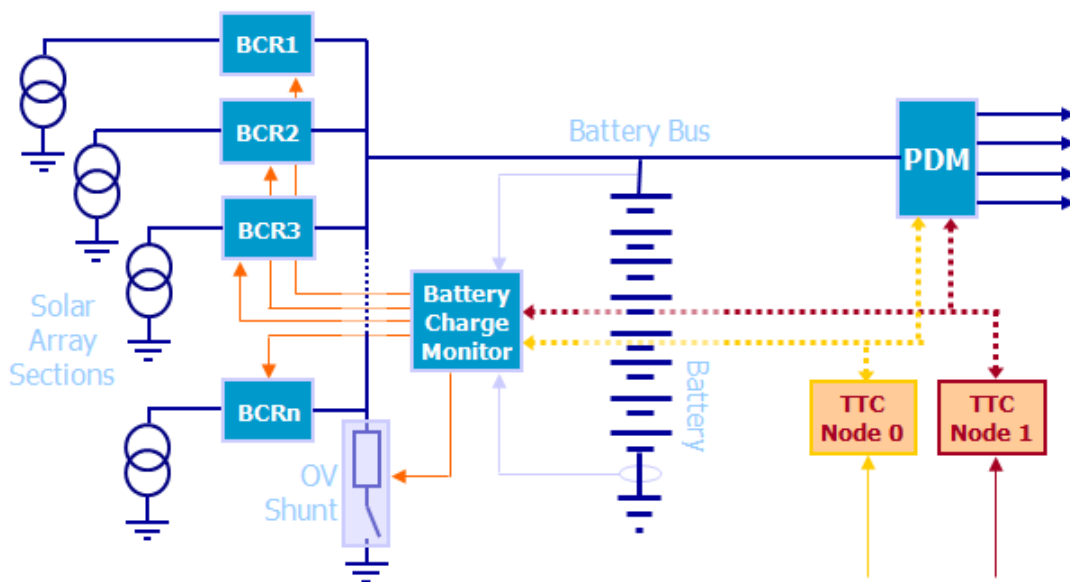 BCR1
BCR2
BCR3
BCRn
Solar
Array
Sections
OV
Shunt
Battery
Charge
Monitor
Battery Bus
Battery
PDM
TTC
Node 0
TTC
Node 1